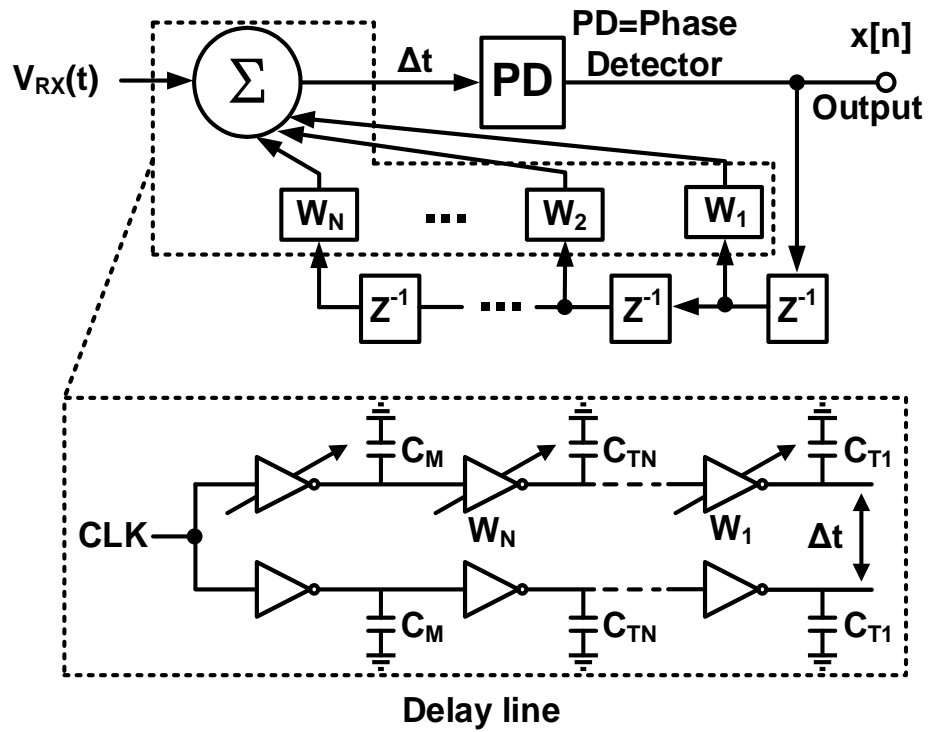 PD=Phase
Detector
x[n]
V_RX(t)
Σ
Δt
PD
Output
W_N
...
W_2
W_1
Z^-1
...
Z^-1
Z^-1
C_M
C_TN
C_T1
CLK
W_N
W_1
Δt
C_M
C_TN
C_T1
Delay line